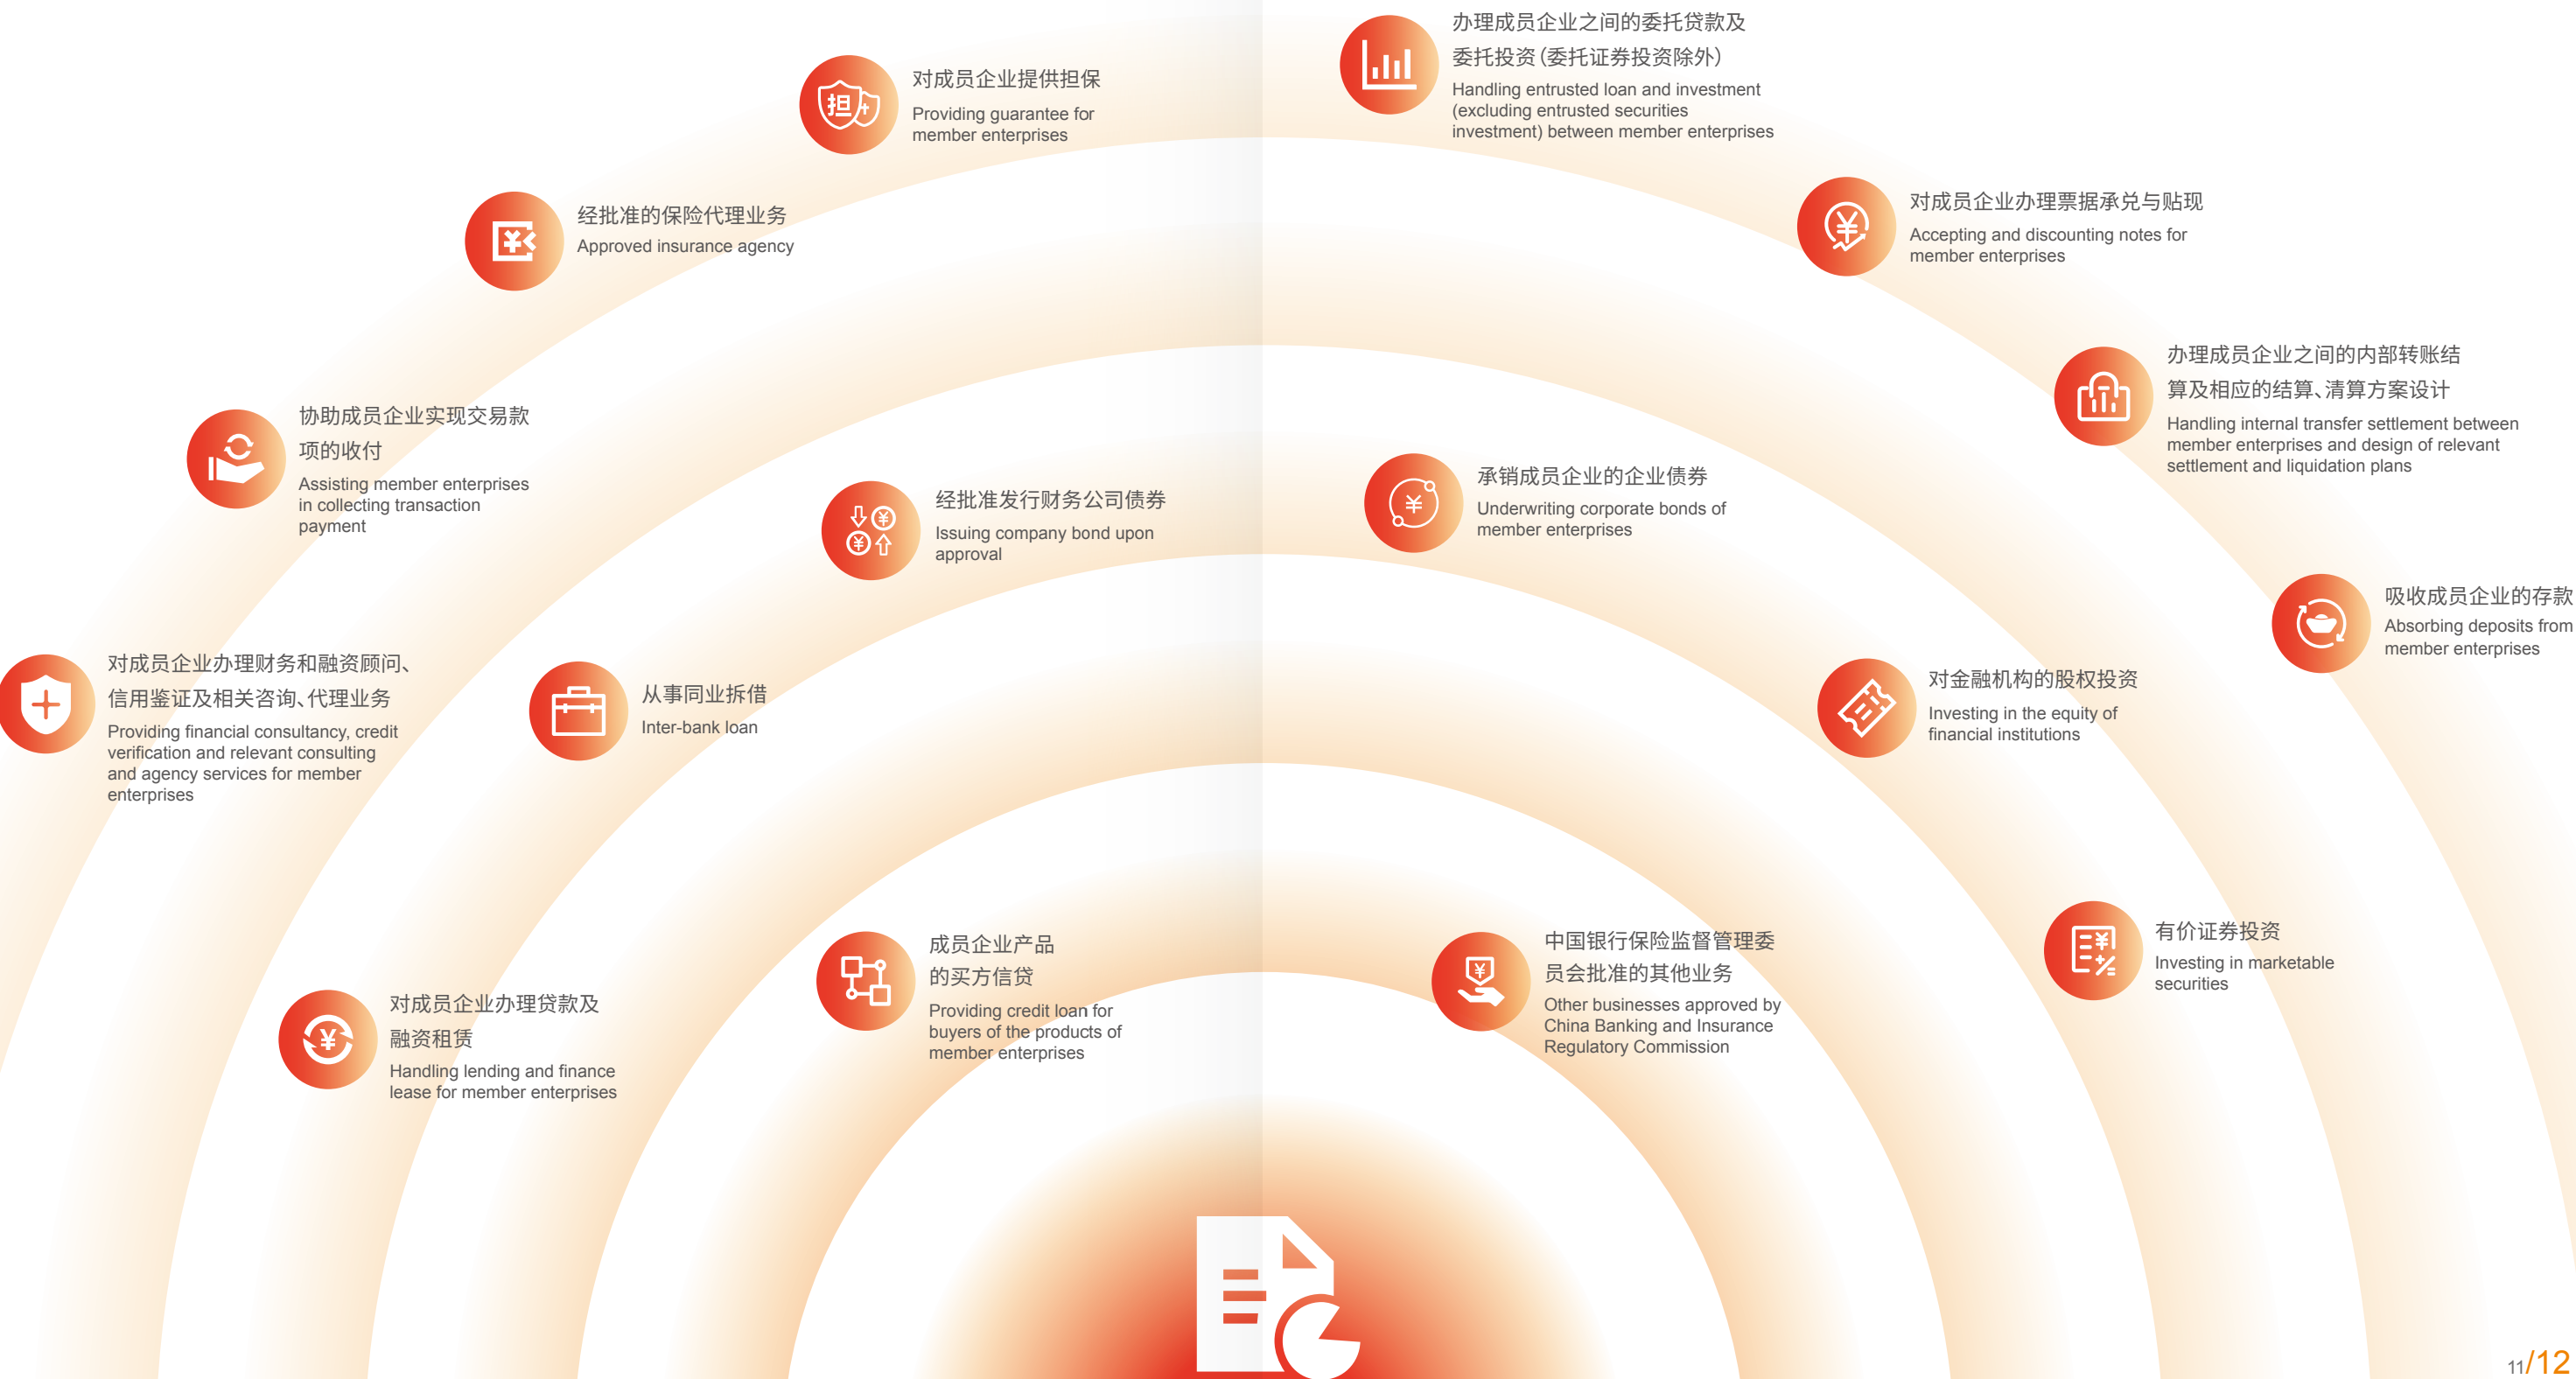 办理成员企业之间的委托贷款及
委托投资（委托证券投资除外）
Handling entrusted loan and investment
(excluding entrusted securities
investment) between member enterprises
担
对成员企业提供担保
Providing guarantee for
member enterprises
经批准的保险代理业务
Approved insurance agency
对成员企业办理票据承兑与贴现
Accepting and discounting notes for
member enterprises
办理成员企业之间的内部转账结
算及相应的结算、清算方案设计
Handling internal transfer settlement between
member enterprises and design of relevant
settlement and liquidation plans
协助成员企业实现交易款
项的收付
Assisting member enterprises
in collecting transaction
payment
经批准发行财务公司债券
Issuing company bond upon
approval
承销成员企业的企业债券
Underwriting corporate bonds of
member enterprises
吸收成员企业的存款
Absorbing deposits from
member enterprises
对成员企业办理财务和融资顾问、
信用鉴证及相关咨询、代理业务
Providing financial consultancy, credit
verification and relevant consulting
and agency services for member
enterprises
从事同业拆借
Inter-bank loan
对金融机构的股权投资
Investing in the equity of
financial institutions
有价证券投资
Investing in marketable
securities
对成员企业办理贷款及
融资租赁
Handling lending and finance
lease for member enterprises
成员企业产品
的买方信贷
Providing credit loan for
buyers of the products of
member enterprises
中国银行保险监督管理委
员会批准的其他业务
Other businesses approved by
China Banking and Insurance
Regulatory Commission
11/12